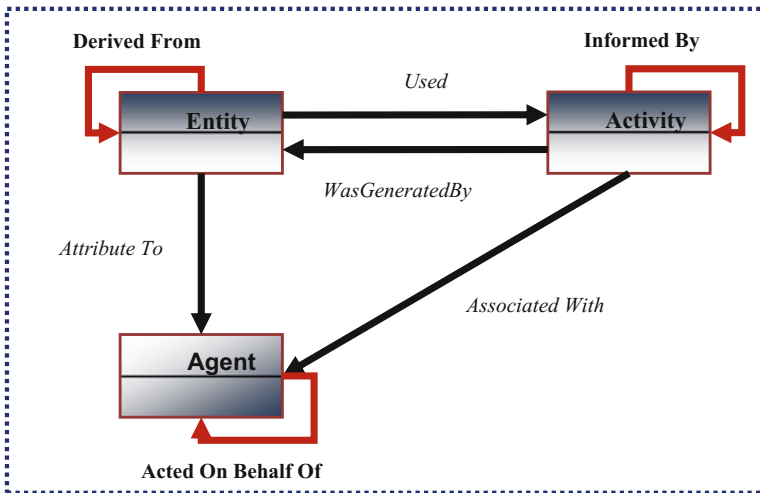 Derived From
Informed By
Used
Entity
Activity
WasGeneratedBy
Attribute To
Associated With
Agent
Acted On Behalf Of